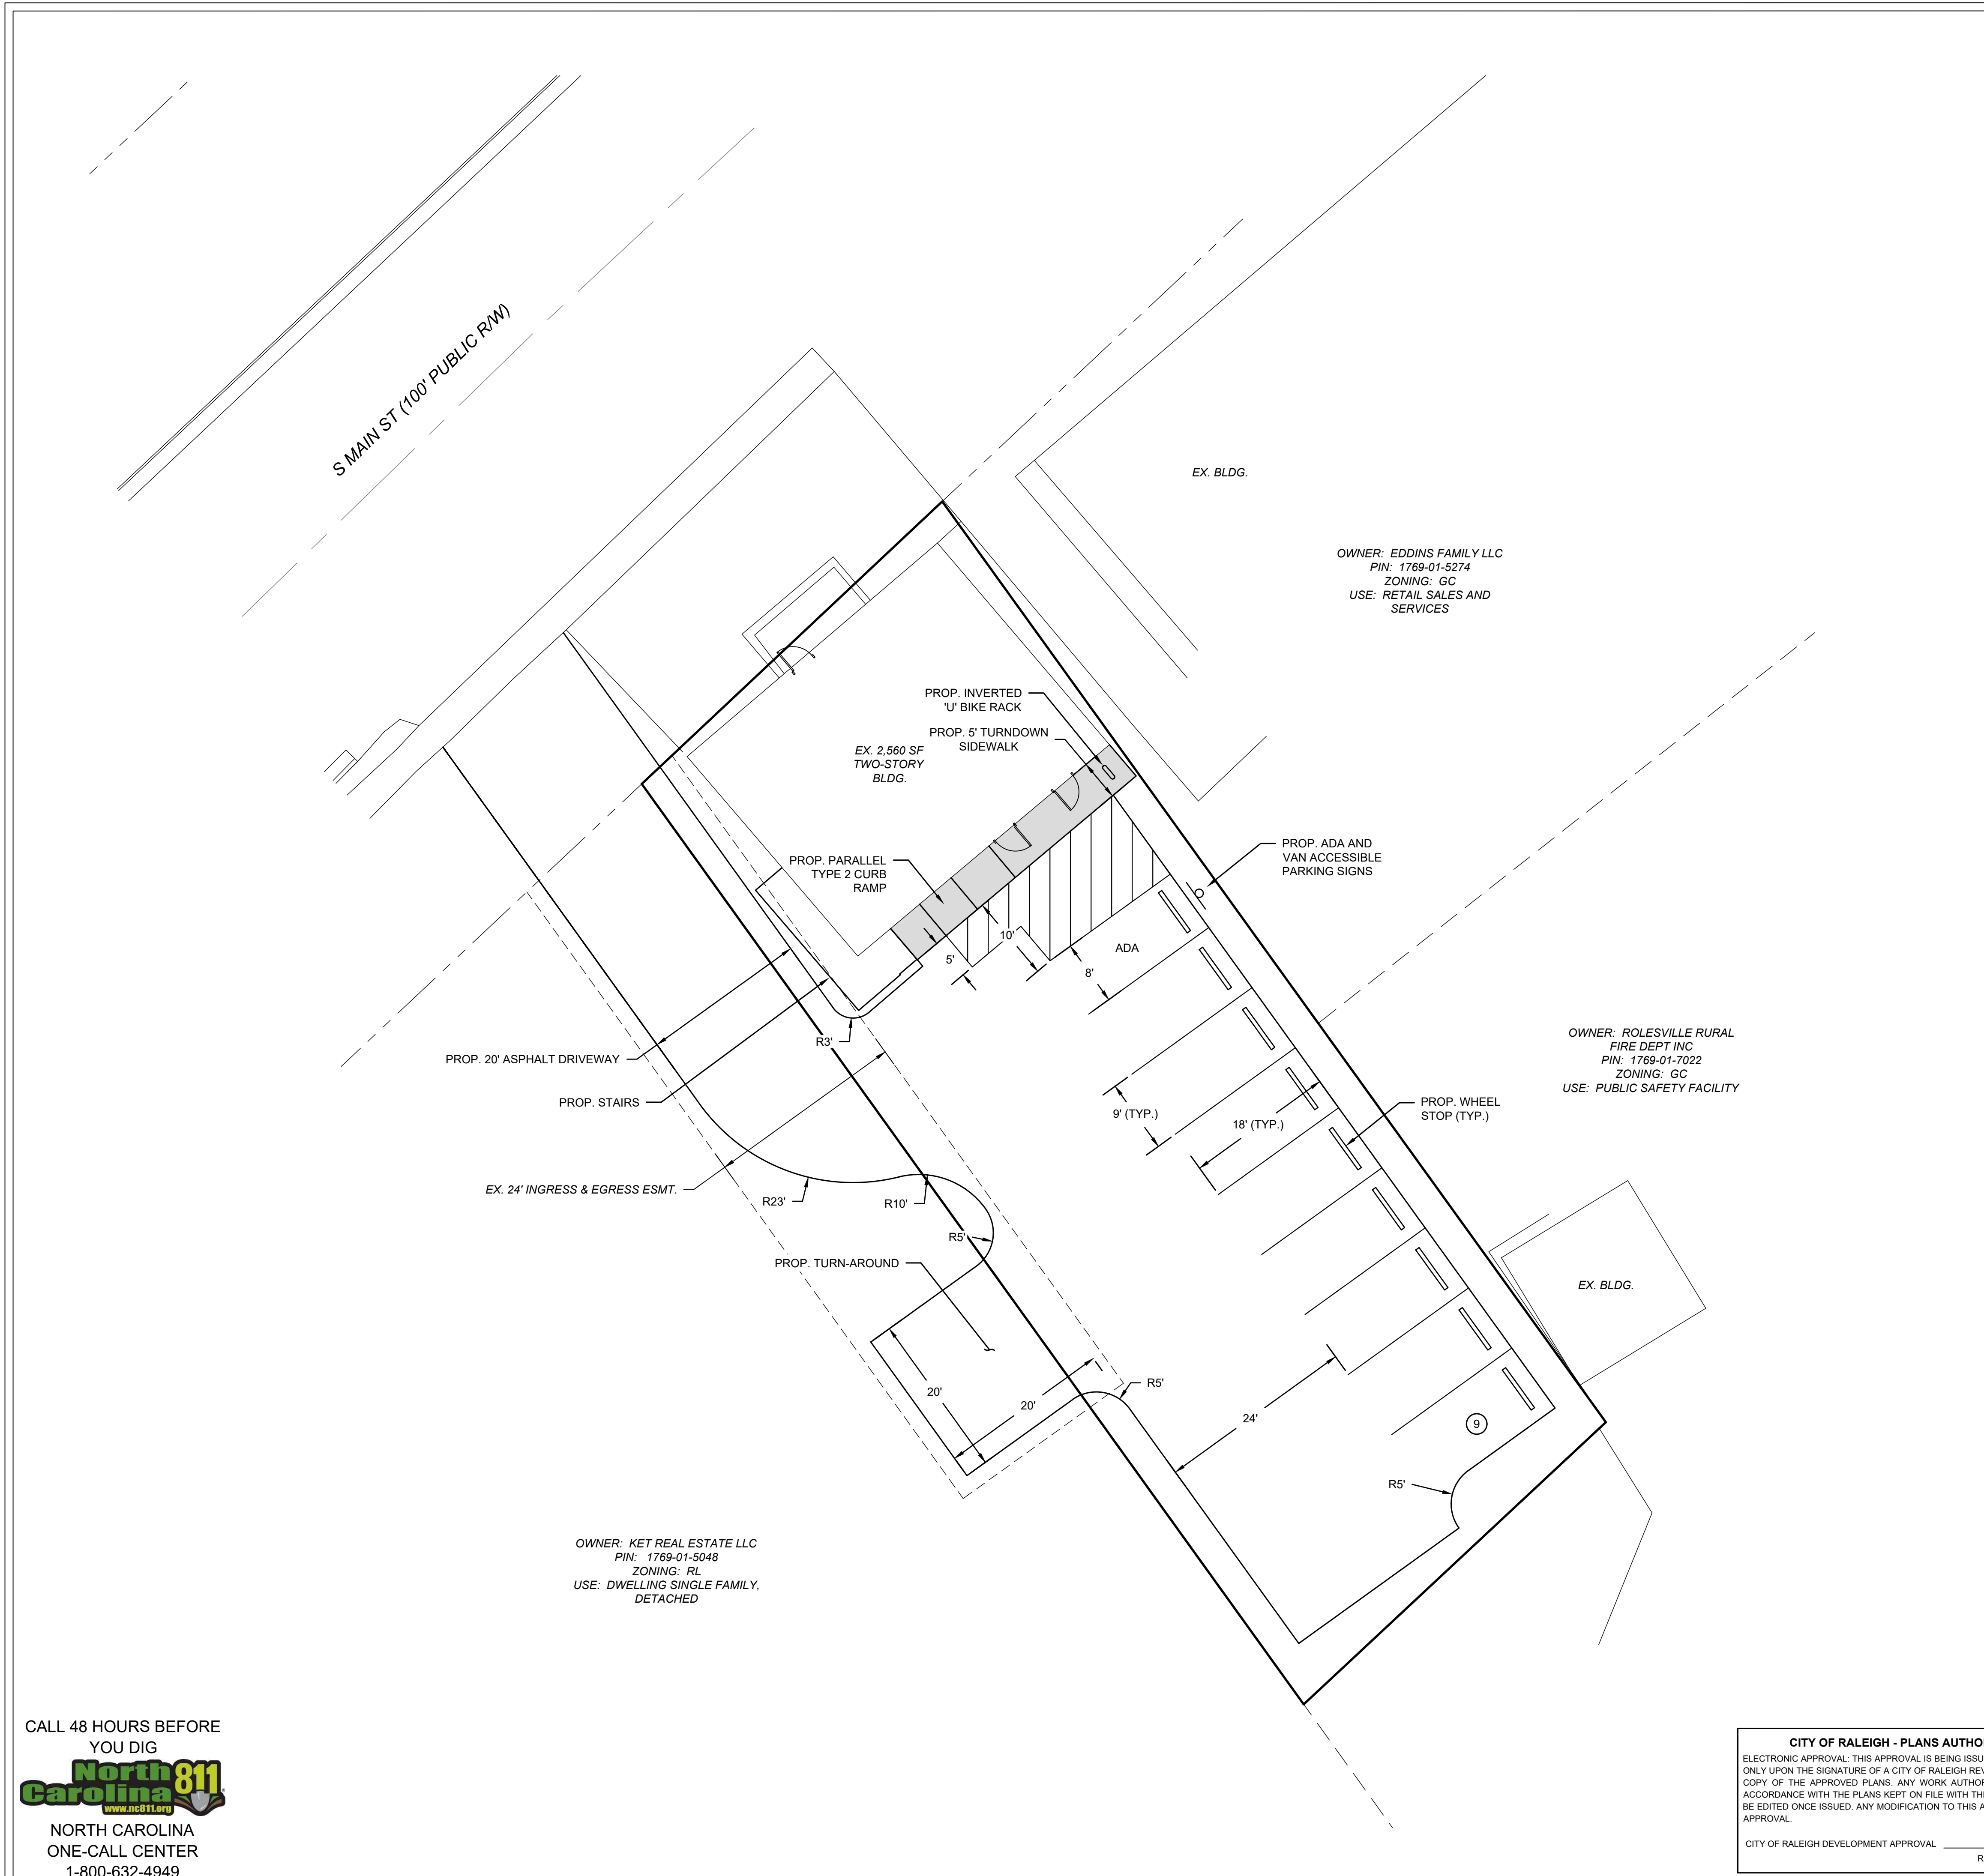 S MAIN ST (100' PUBLIC R/W)
EX. BLDG.
OWNER: EDDINS FAMILY LLC
PIN: 1769-01-5274
ZONING: GC
USE: RETAIL SALES AND
SERVICES
PROP. INVERTED
'U' BIKE RACK
PROP. 5' TURNDOWN
SIDEWALK
EX. 2,560 SF
TWO-STORY
BLDG.
PROP. PARALLEL
TYPE 2 CURB
RAMP
PROP. ADA AND
VAN ACCESSIBLE
PARKING SIGNS
10'
ADA
5'
8'
R3'
PROP. 20' ASPHALT DRIVEWAY
PROP. STAIRS
OWNER: ROLESVILLE RURAL
FIRE DEPT INC
PIN: 1769-01-7022
ZONING: GC
USE: PUBLIC SAFETY FACILITY
9' (TYP.)
18' (TYP.)
PROP. WHEEL
STOP (TYP.)
EX. 24' INGRESS & EGRESS ESMT.
R23'
R10'
R5'
PROP. TURN-AROUND
EX. BLDG.
20'
20'
R5'
24'
9
R5'
OWNER: KET REAL ESTATE LLC
PIN: 1769-01-5048
ZONING: RL
USE: DWELLING SINGLE FAMILY,
DETACHED
CALL 48 HOURS BEFORE
YOU DIG
North 811
Carolina
www.nc811.org
®
NORTH CAROLINA
ONE-CALL CENTER
1-800-632-4949
CITY OF RALEIGH - PLANS AUTHO
ELECTRONIC APPROVAL: THIS APPROVAL IS BEING ISSU
ONLY UPON THE SIGNATURE OF A CITY OF RALEIGH REV
COPY OF THE APPROVED PLANS. ANY WORK AUTHOR
ACCORDANCE WITH THE PLANS KEPT ON FILE WITH THE
BE EDITED ONCE ISSUED. ANY MODIFICATION TO THIS A
APPROVAL.
CITY OF RALEIGH DEVELOPMENT APPROVAL
R